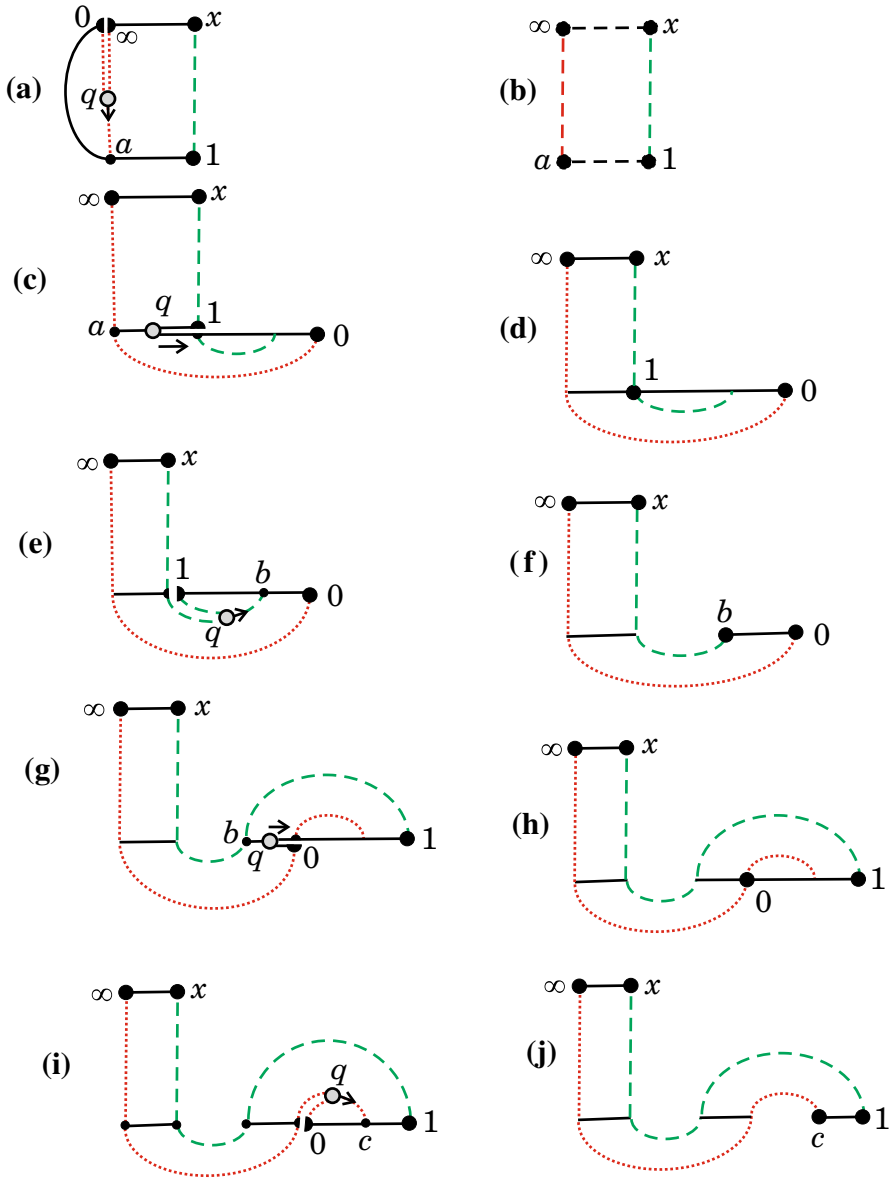 0 ∞ x
(a) q
a 1
∞ x
(b)
a 1
∞ x
(c) q
a 1 0
∞ x
(d) 1 0
∞ x
(e) 1 b 0
q
∞ x
(f) b 0
∞ x
(g) b q 0 1
∞ x
(h) 0 1
∞ x
(i) q
0 c 1
∞ x
(j) c 1